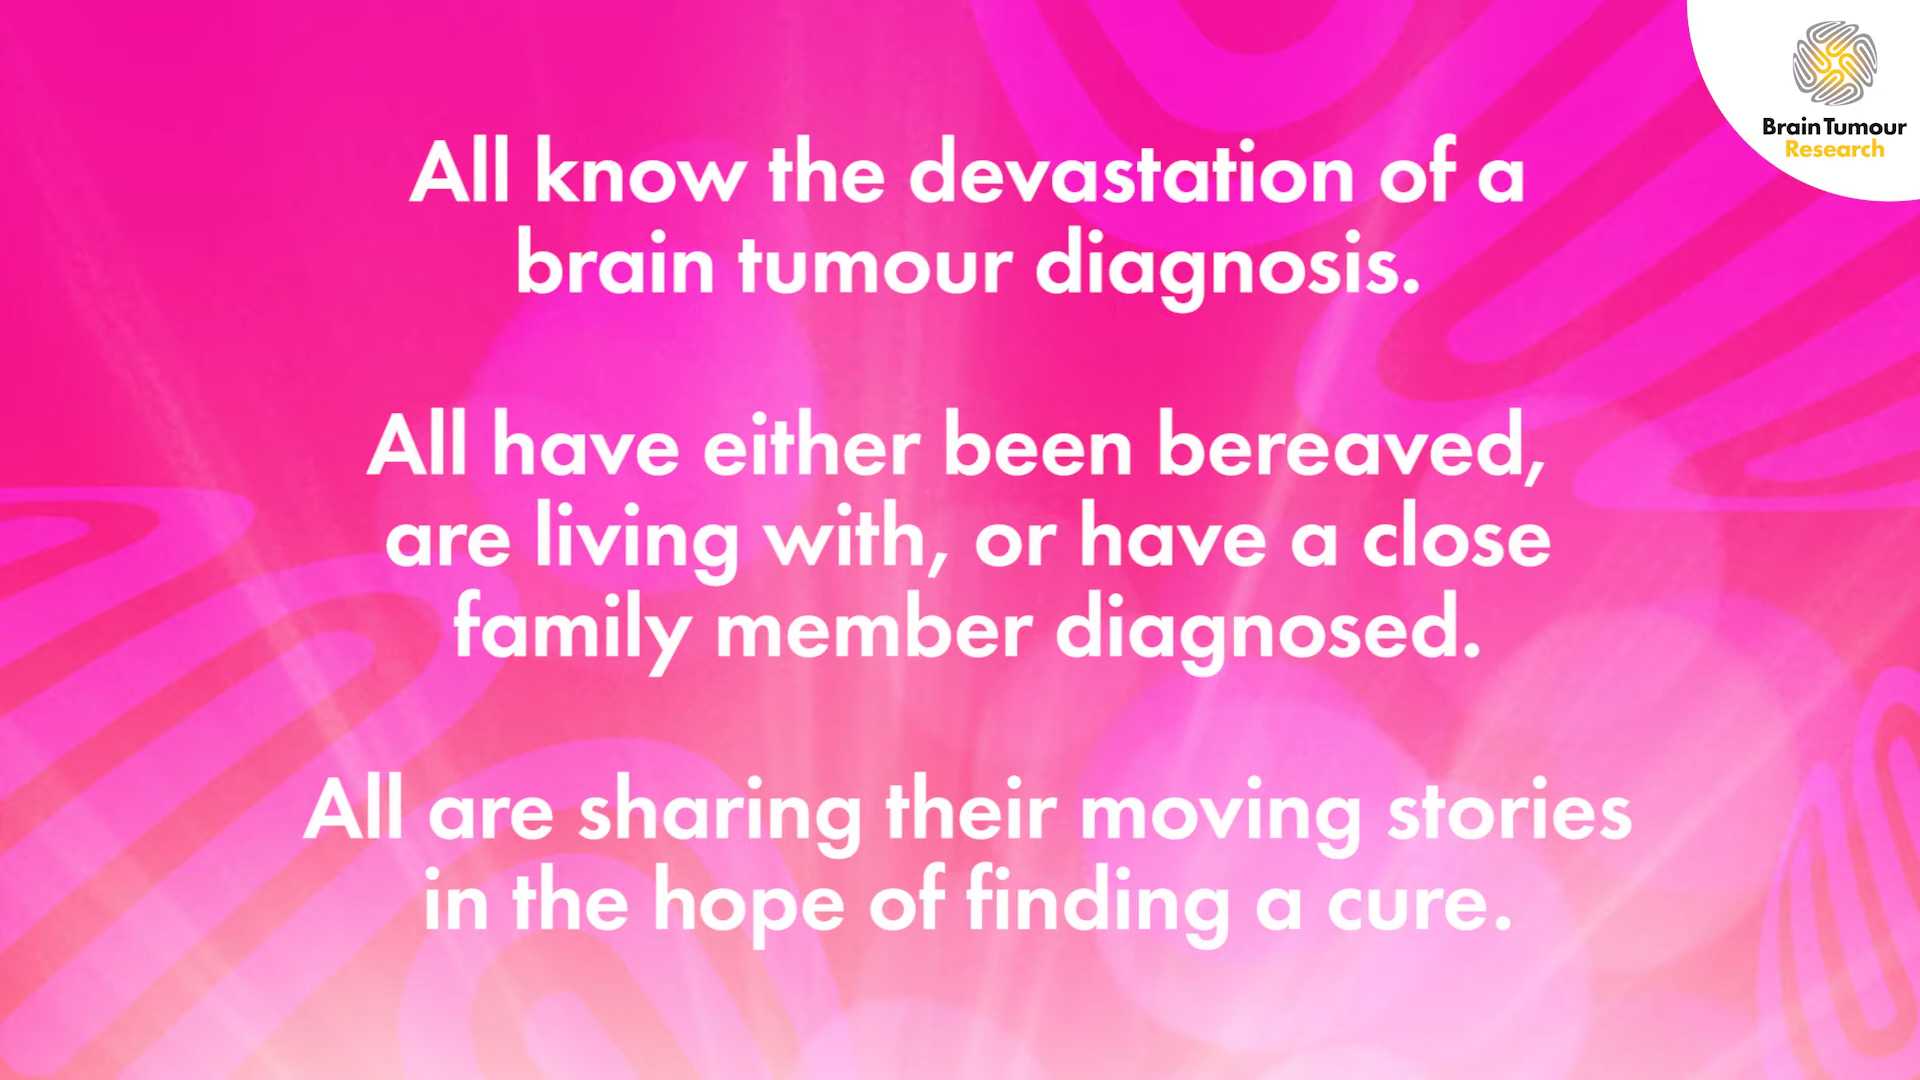 Brain Tumour
Research
All know the devastation of a
brain tumour diagnosis.
All have either been bereaved,
are living with, or have a close
family member diagnosed.
All are sharing their moving stories
in the hope of finding a cure.